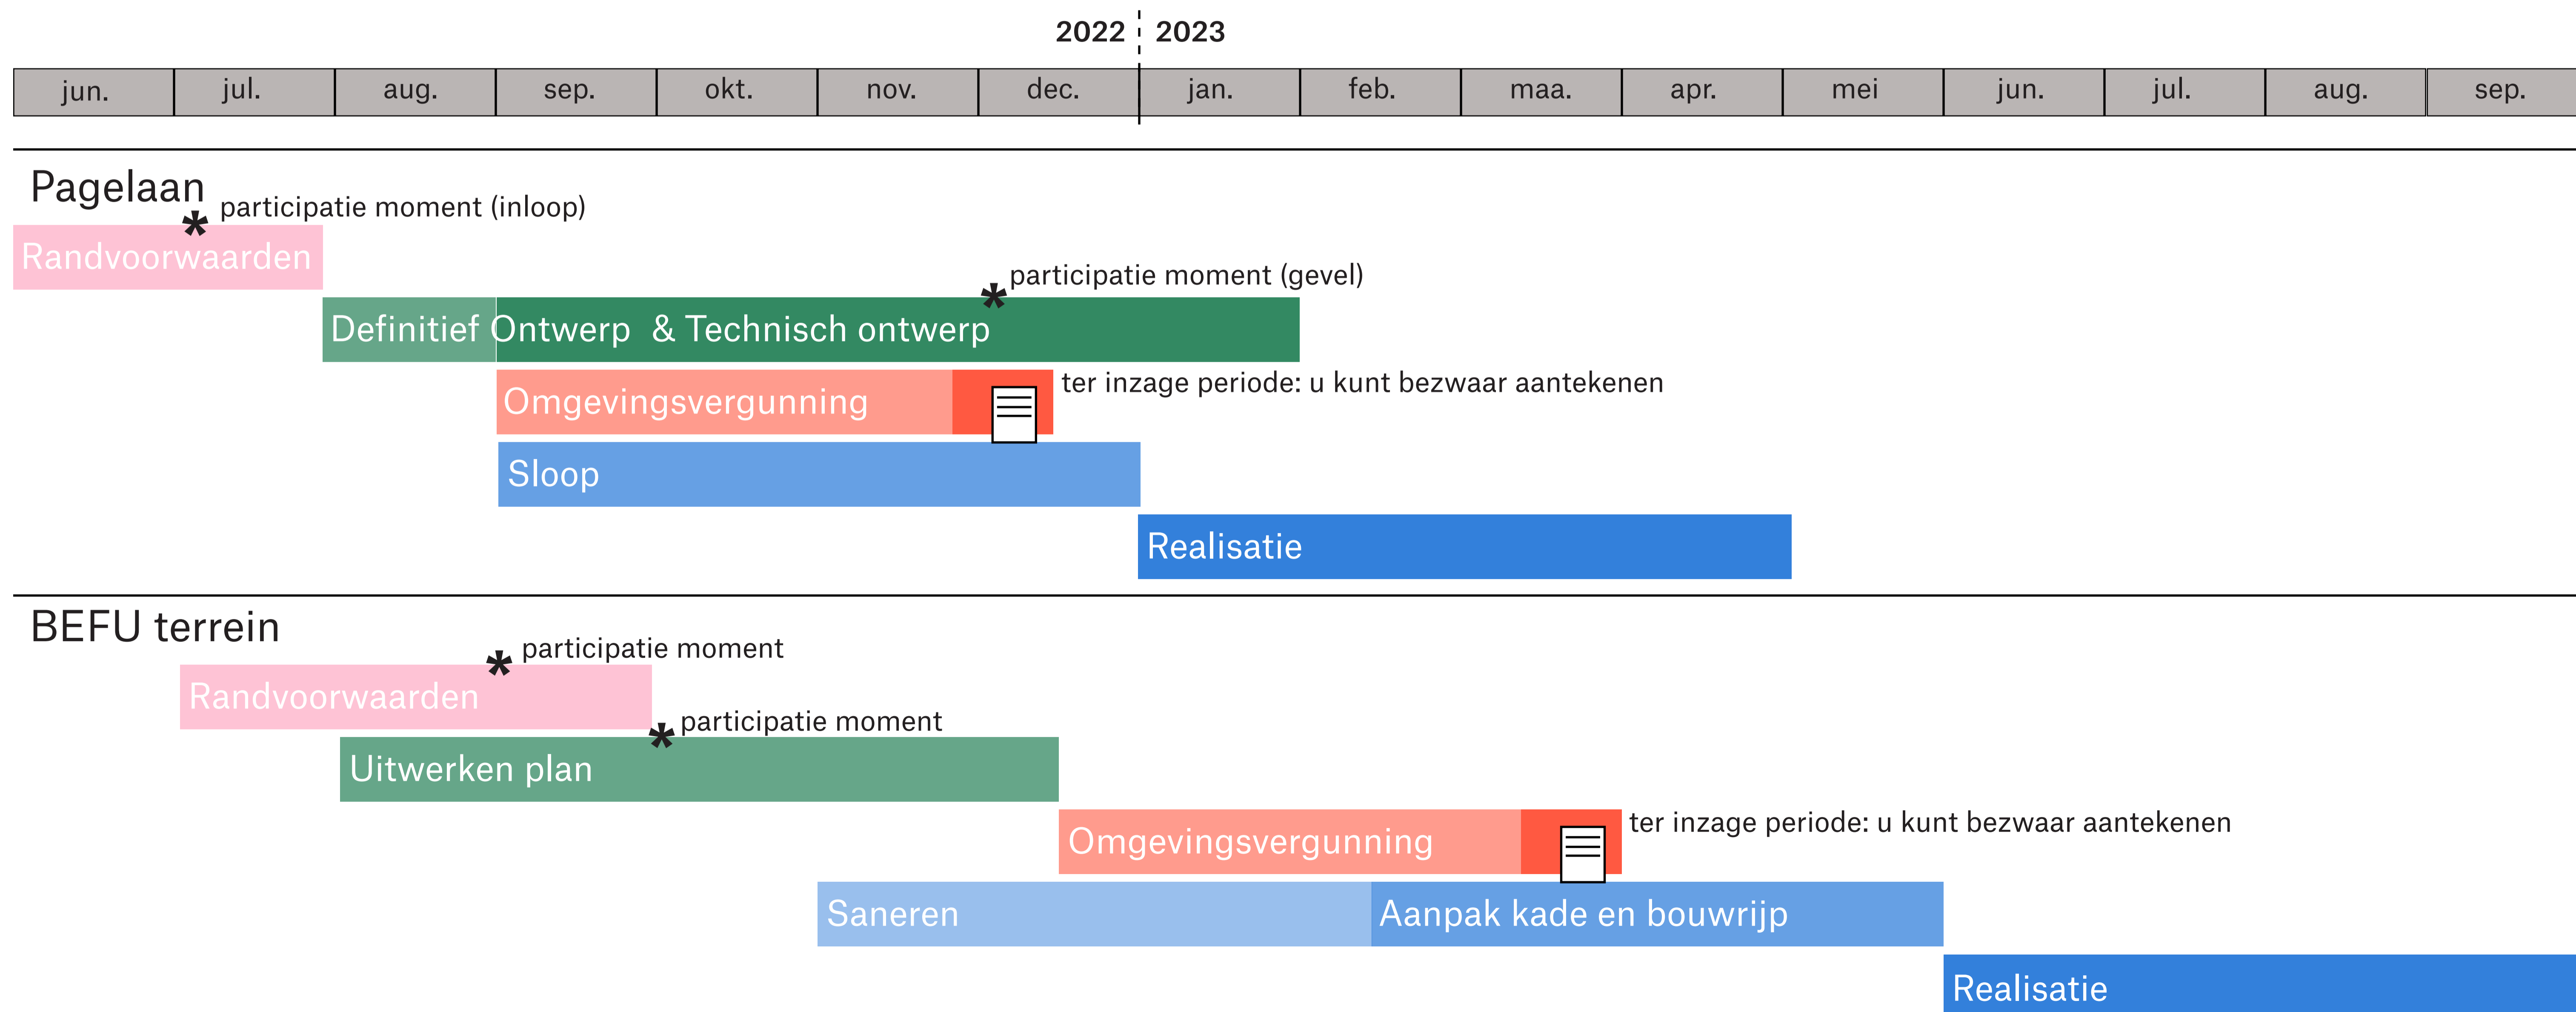 2022 2023
jun. jul. aug. sep. okt. nov. dec. jan. feb. maa. apr. mei jun. jul. aug. sep.
Pagelaan
* participatie moment (inloop)
Randvoorwaarden
* participatie moment (gevel)
Definitief Ontwerp & Technisch ontwerp
ter inzage periode: u kunt bezwaar aantekenen
Omgevingsvergunning
Sloop
Realisatie
BEFU terrein
* participatie moment
Randvoorwaarden
* participatie moment
Uitwerken plan
ter inzage periode: u kunt bezwaar aantekenen
Omgevingsvergunning
Saneren Aanpak kade en bouwrijp
Realisatie